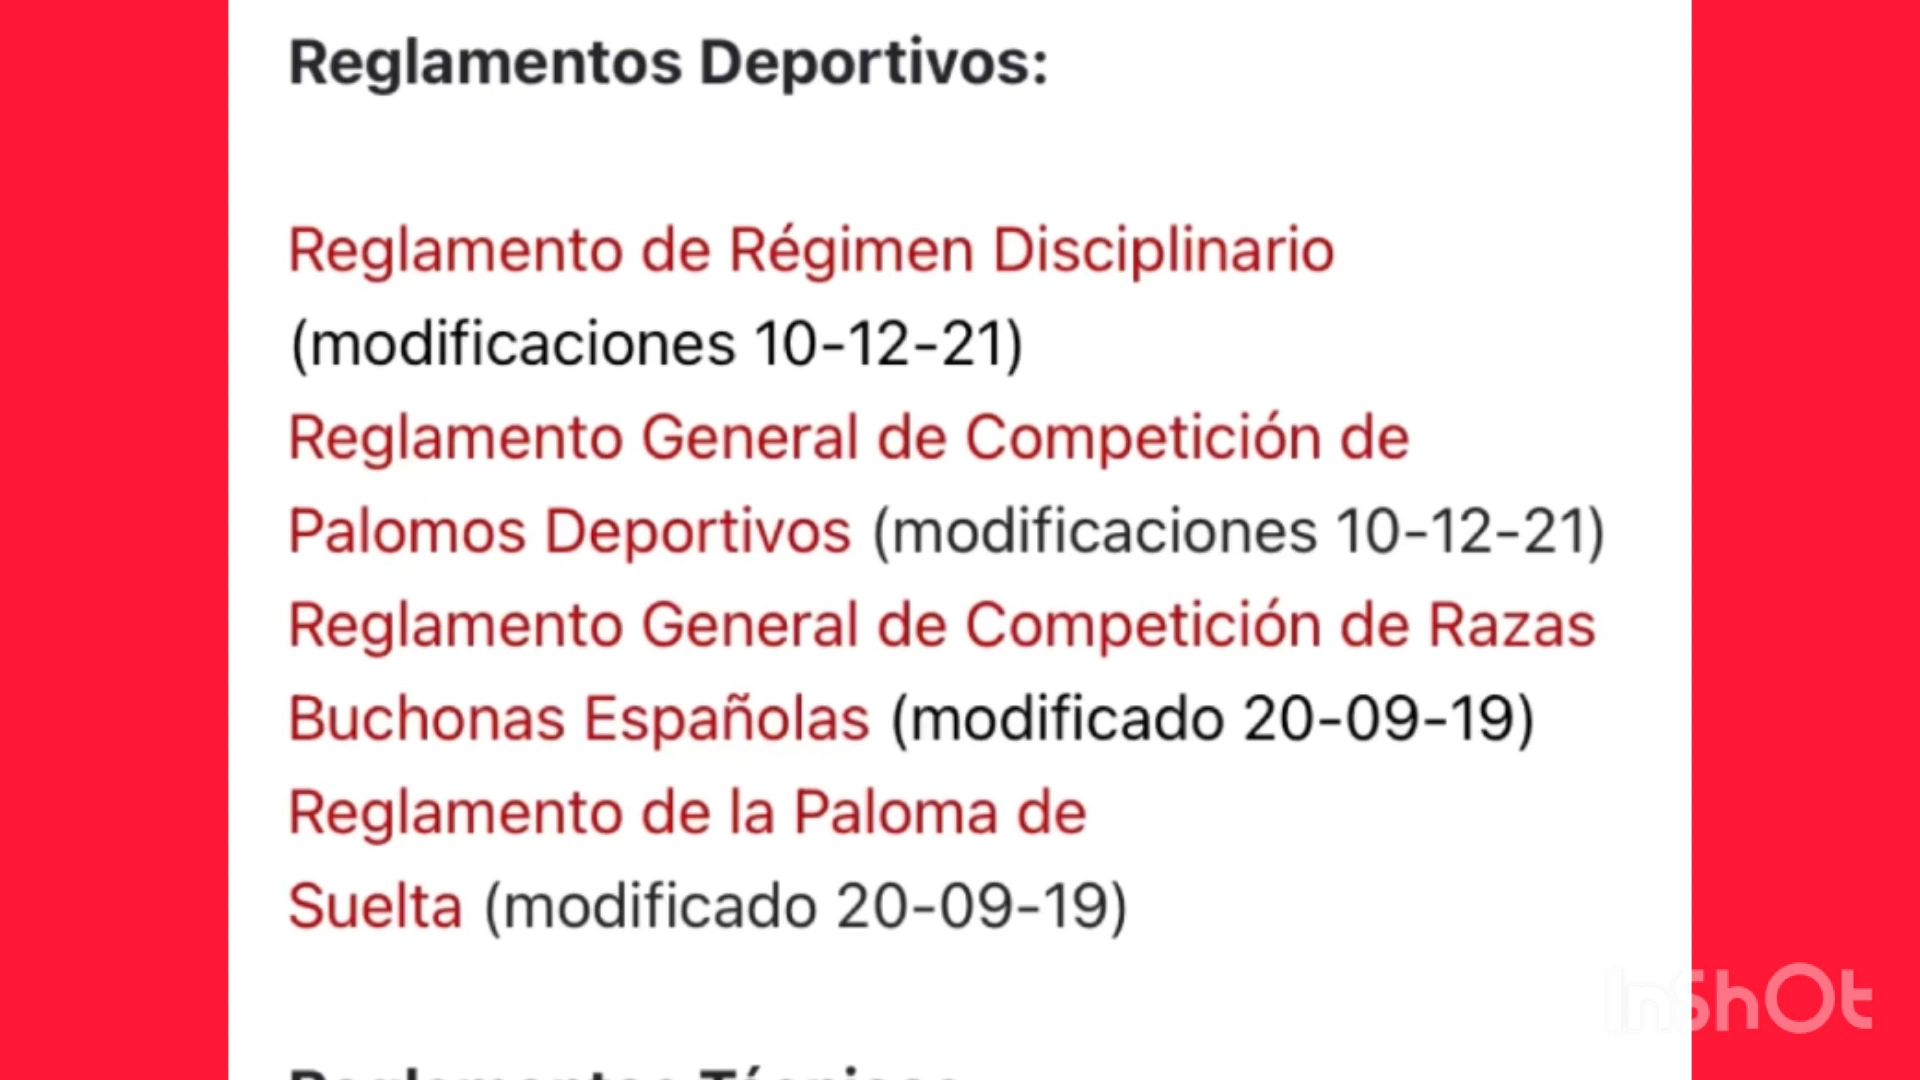 Reglamentos Deportivos:
Reglamento de Régimen Disciplinario
(modificaciones 10-12-21)
Reglamento General de Competición de
Palomos Deportivos (modificaciones 10-12-21)
Reglamento General de Competición de Razas
Buchonas Españolas (modificado 20-09-19)
Reglamento de la Paloma de
Suelta (modificado 20-09-19)
Reglamentos Técnicos
InShOt